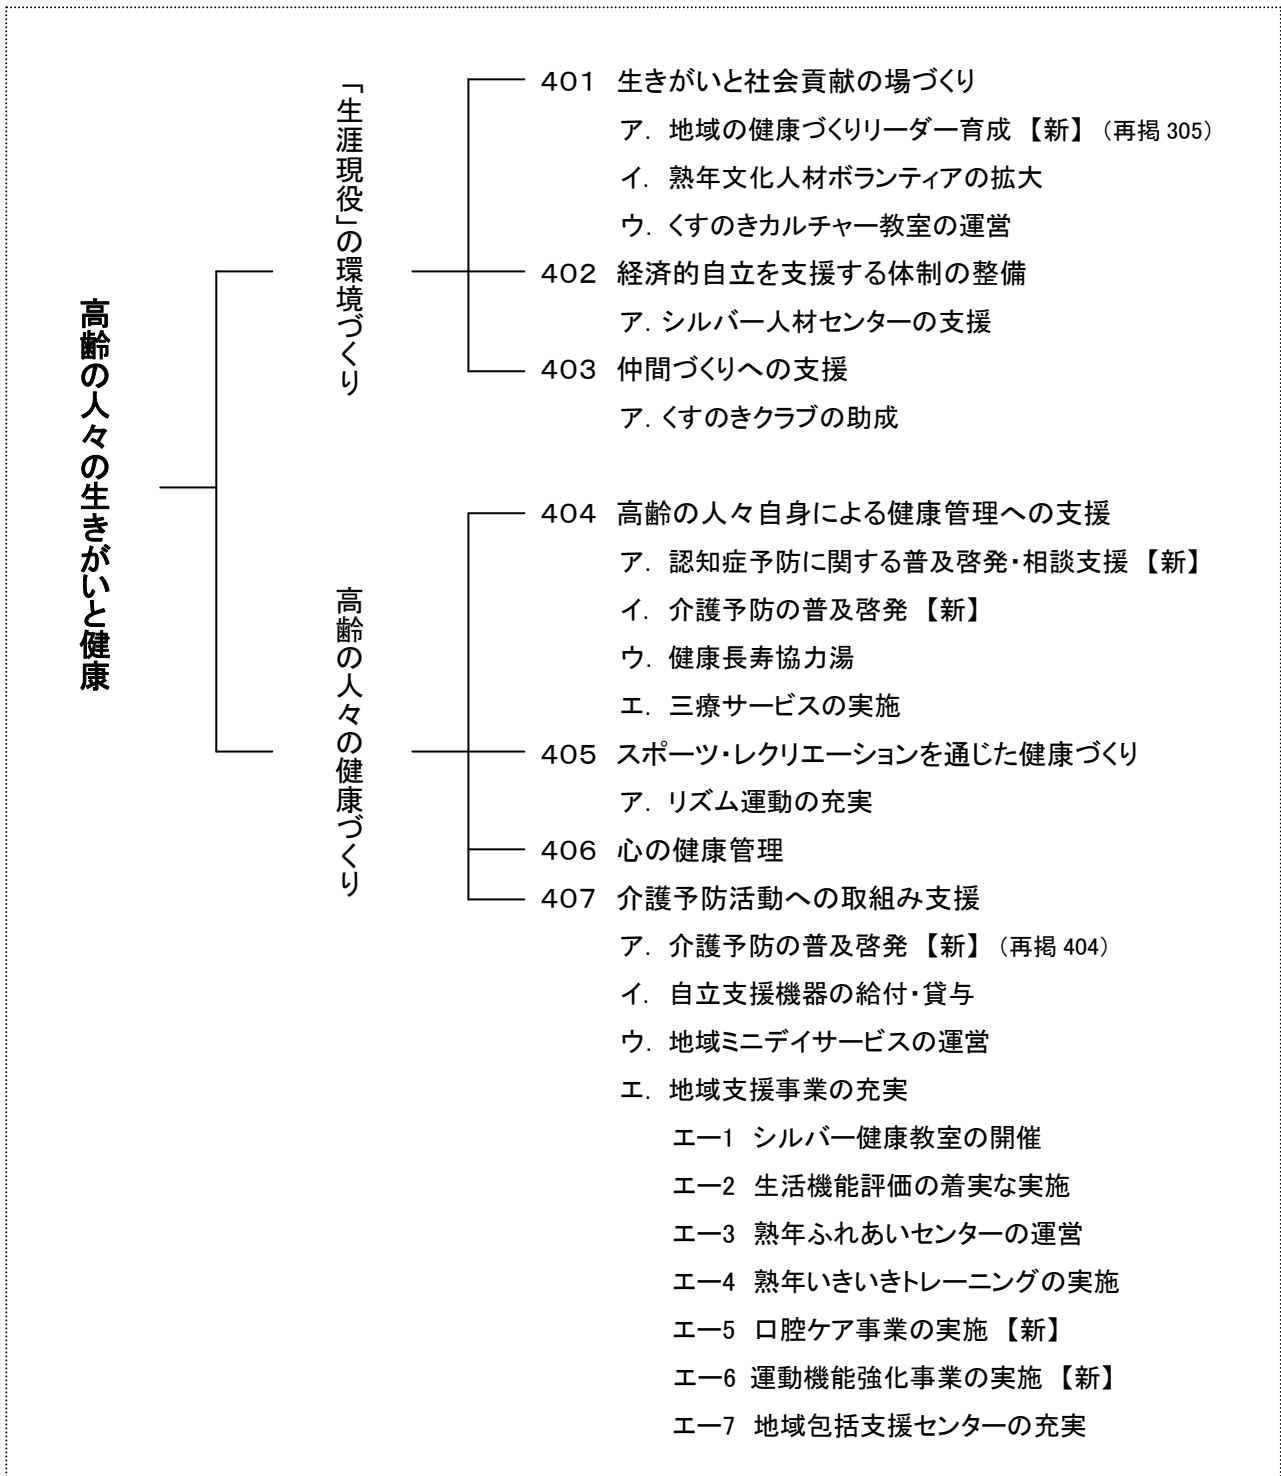 高齢の人々の生きがいと健康
「生涯現役」の環境づくり
401 生きがいと社会貢献の場づくり
ア. 地域の健康づくりリーダー育成 【新】 (再掲 305)
イ. 熟年文化人材ボランティアの拡大
ウ. くすのきカルチャー教室の運営
402 経済的自立を支援する体制の整備
ア. シルバー人材センターの支援
403 仲間づくりへの支援
ア. くすのきクラブの助成
高齢の人々の健康づくり
404 高齢の人々自身による健康管理への支援
ア. 認知症予防に関する普及啓発・相談支援 【新】
イ. 介護予防の普及啓発 【新】
ウ. 健康長寿協力湯
エ. 三療サービスの実施
405 スポーツ・レクリエーションを通じた健康づくり
ア. リズム運動の充実
406 心の健康管理
407 介護予防活動への取組み支援
ア. 介護予防の普及啓発 【新】 (再掲 404)
イ. 自立支援機器の給付・貸与
ウ. 地域ミニデイサービスの運営
エ. 地域支援事業の充実
エー1 シルバー健康教室の開催
エー2 生活機能評価の着実な実施
エー3 熟年ふれあいセンターの運営
エー4 熟年いきいきトレーニングの実施
エー5 口腔ケア事業の実施 【新】
エー6 運動機能強化事業の実施 【新】
エー7 地域包括支援センターの充実